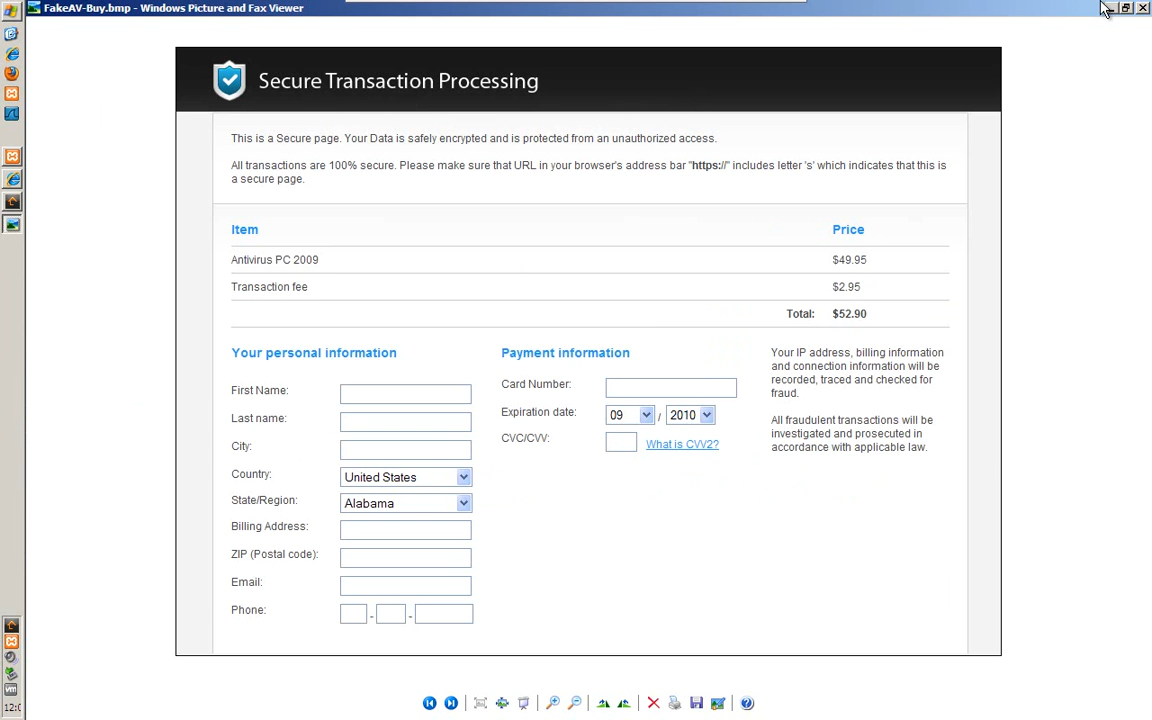 FakeAV-Buy.bmp - Windows Picture and Fax Viewer
Secure Transaction Processing
This is a Secure page. Your Data is safely encrypted and is protected from an unauthorized access.
All transactions are 100% secure. Please make sure that URL in your browser's address bar "https://" includes letter 's' which indicates that this is
a secure page.
Item Price
Antivirus PC 2009 $49.95
Transaction fee $2.95
Total: $52.90
Your personal information
First Name:
Last name:
City:
Country: United States
State/Region: Alabama
Billing Address:
ZIP (Postal code):
Email:
Phone: - -
Payment information
Card Number:
Expiration date: 09 / 2010
CVC/CVV: What is CVV2?
Your IP address, billing information
and connection information will be
recorded, traced and checked for
fraud.
All fraudulent transactions will be
investigated and prosecuted in
accordance with applicable law.
vm